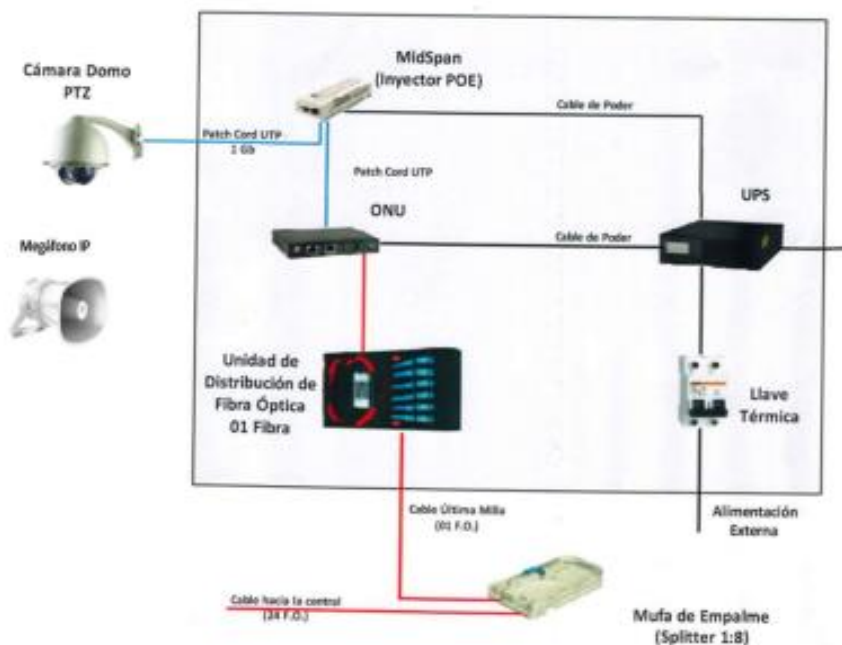 MidSpan
(Inyector POE)
Cámara Domo
PTZ
Cable de Poder
Patch Cord UTP
1 Gb
Patch Cord UTP
UPS
ONU
Cable de Poder
Megáfono IP
Unidad de
Distribución de
Fibra Óptica
01 Fibra
Llave
Térmica
Cable Última Milla
(01 F.O.)
Alimentación
Externa
Cable hacia la central
(24 F.O.)
Mufa de Empalme
(Splitter 1:8)